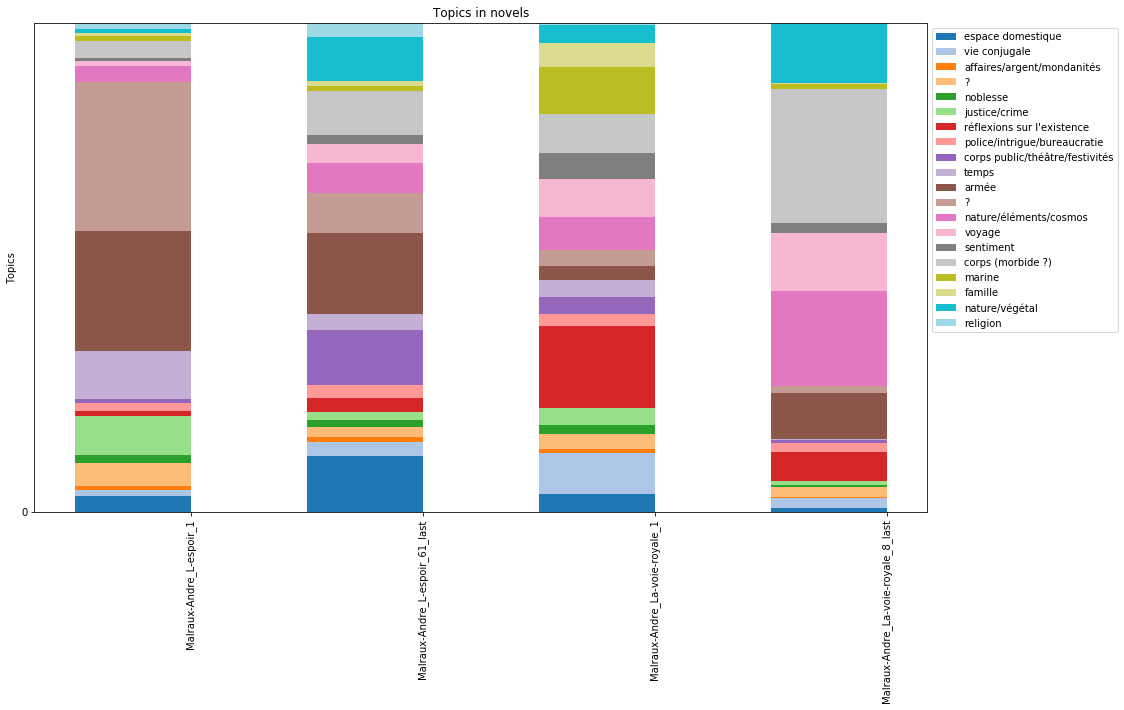 Topics in novels
Topics
0
Malraux-Andre_L-espoir_1
Malraux-Andre_L-espoir_61_last
Malraux-Andre_La-voie-royale_1
Malraux-Andre_La-voie-royale_8_last
espace domestique
vie conjugale
affaires/argent/mondanités
?
noblesse
justice/crime
réflexions sur l'existence
police/intrigue/bureaucratie
corps public/théâtre/festivités
temps
armée
?
nature/éléments/cosmos
voyage
sentiment
corps (morbide ?)
marine
famille
nature/végétal
religion